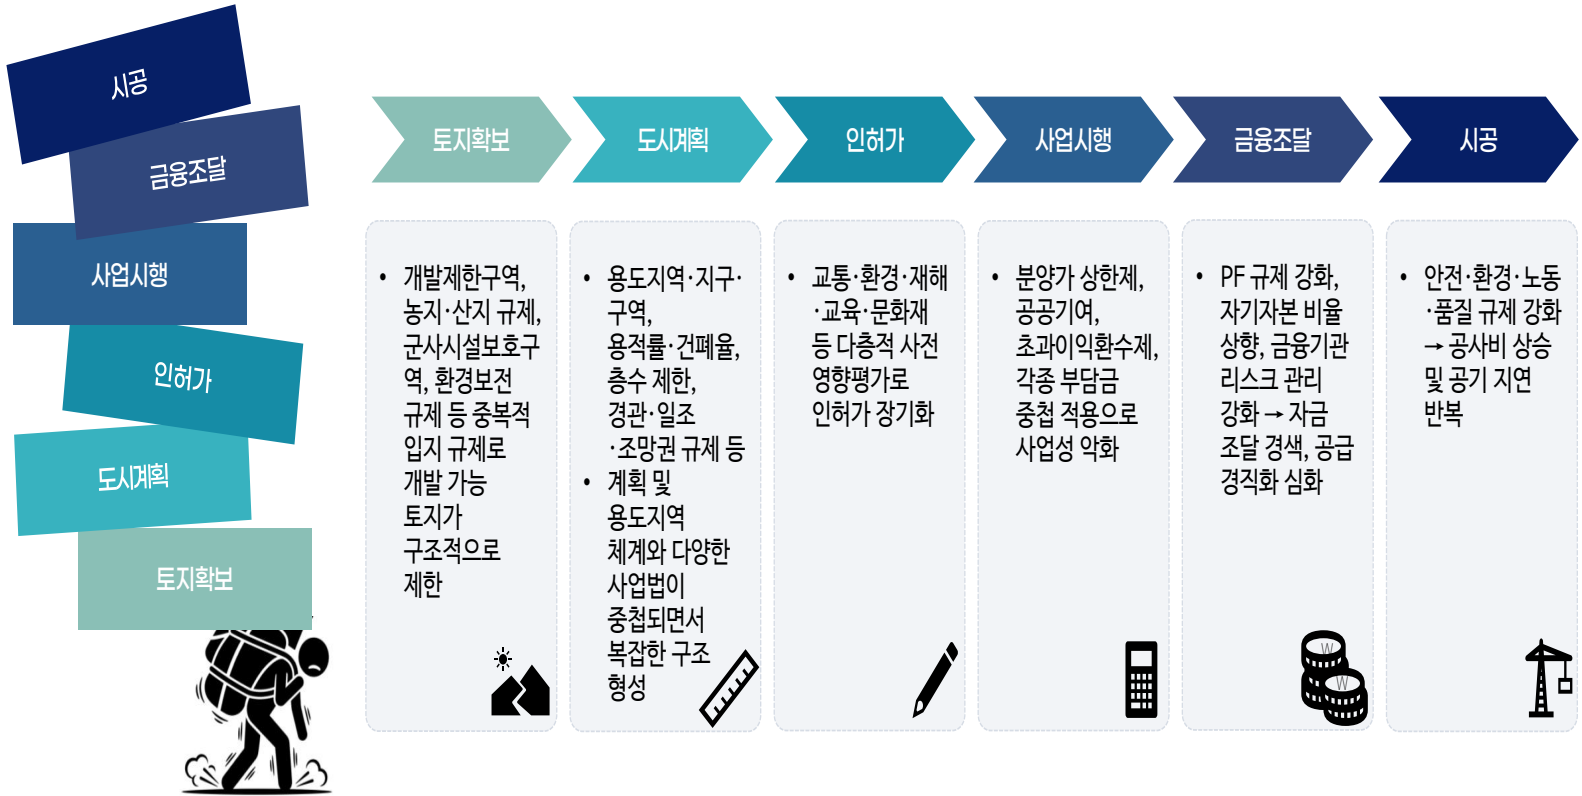 시공
금융조달
사업시행
인허가
도시계획
토지확보
토지확보
도시계획
인허가
사업시행
금융조달
시공
• 개발제한구역,
농지·산지 규제,
군사시설보호구
역, 환경보전
규제 등 중복적
입지 규제로
개발 가능
토지가
구조적으로
제한
• 용도지역·지구·
구역,
용적률·건폐율,
층수 제한,
경관·일조
·조망권 규제 등
• 계획 및
용도지역
체계와 다양한
사업법이
중첩되면서
복잡한 구조
형성
• 교통·환경·재해
·교육·문화재
등 다층적 사전
영향평가로
인허가 장기화
• 분양가 상한제,
공공기여,
초과이익환수제,
각종 부담금
중첩 적용으로
사업성 악화
• PF 규제 강화,
자기자본 비율
상향, 금융기관
리스크 관리
강화 → 자금
조달 경색, 공급
경직화 심화
• 안전·환경·노동
·품질 규제 강화
→ 공사비 상승
및 공기 지연
반복
W
W